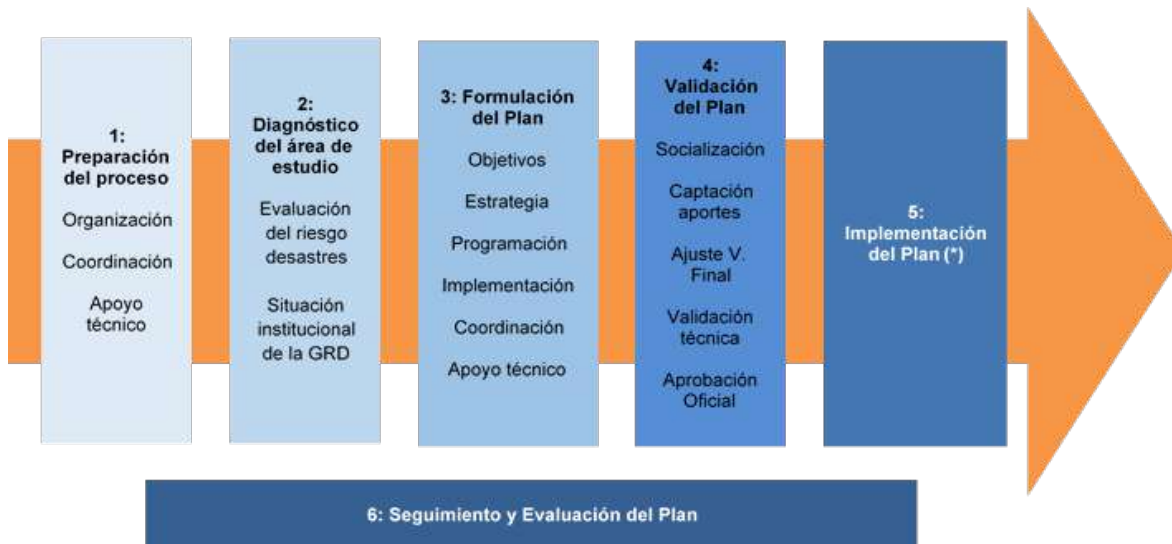 1:
Preparación
del proceso
Organización
Coordinación
Apoyo
técnico
2:
Diagnóstico
del área de
estudio
Evaluación
del riesgo
desastres
Situación
institucional
de la GRD
3: Formulación
del Plan
Objetivos
Estrategia
Programación
Implementación
Coordinación
Apoyo técnico
4:
Validación
del Plan
Socialización
Captación
aportes
Ajuste V.
Final
Validación
técnica
Aprobación
Oficial
5:
Implementación
del Plan (*)
6: Seguimiento y Evaluación del Plan